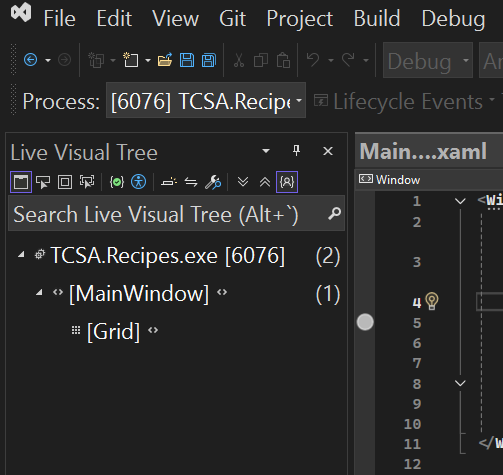 File Edit View Git Project Build Debug
Debug
Process: [6076] TCSA.Recipe Lifecycle Events
Live Visual Tree
Search Live Visual Tree (Alt+`)
TCSA.Recipes.exe [6076] (2)
[MainWindow] (1)
[Grid]
Main....xaml
Window
1 <Wi
2
3
4
5
6
7
8
9
10
11 </W
12